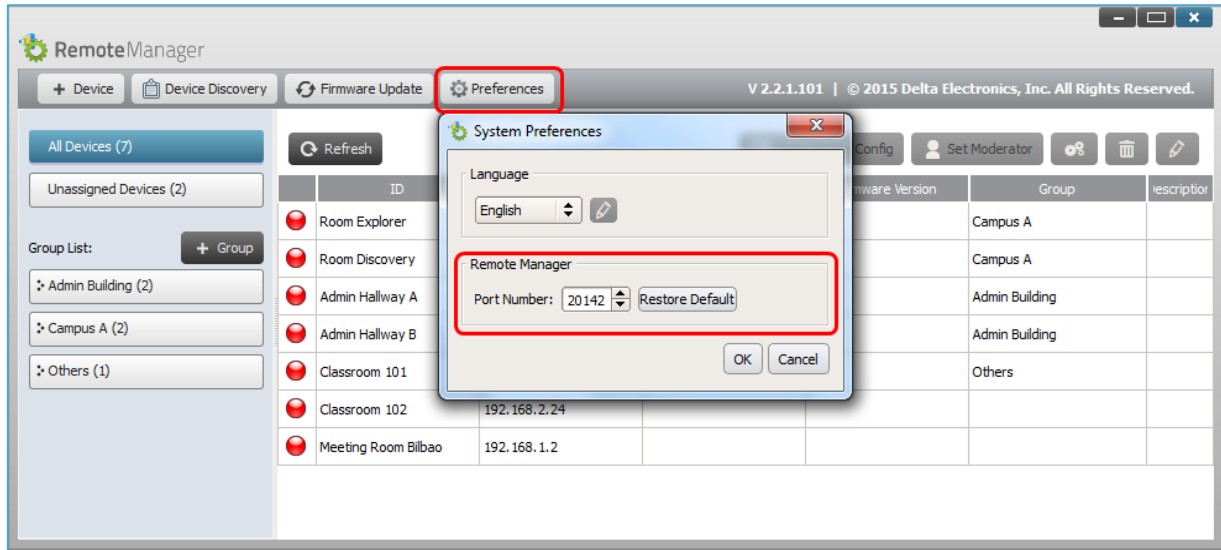 RemoteManager
+ Device
Device Discovery
Firmware Update
Preferences
V 2.2.1.101 | © 2015 Delta Electronics, Inc. All Rights Reserved.
All Devices (7)
Unassigned Devices (2)
Group List:
+ Group
Admin Building (2)
Campus A (2)
Others (1)
Refresh
Config
Set Moderator
ID
mware Version
Group
escription
Room Explorer
Campus A
Room Discovery
Campus A
Admin Hallway A
Admin Building
Admin Hallway B
Admin Building
Classroom 101
Others
Classroom 102
192.168.2.24
Meeting Room Bilbao
192.168.1.2
System Preferences
Language
English
Remote Manager
Port Number:
20142
Restore Default
OK
Cancel